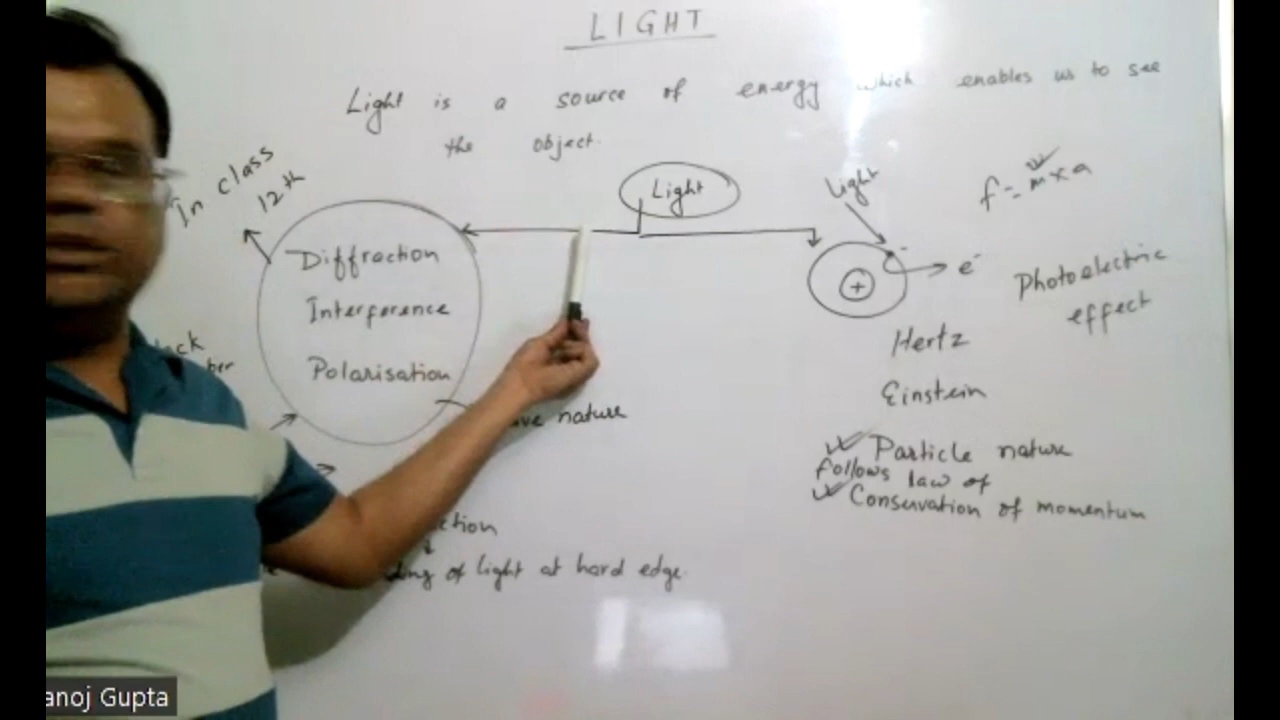 LIGHT
Light is a source of energy which enables us to see
the object.
In class
12th
Light
Light
f = m x a
Diffraction
Interference
Polarisation
+
-
e-
Photoelectric
effect
Hertz
Einstein
nature
Particle nature
follows law of
Conservation of momentum
of light at hard edge.
anoj Gupta